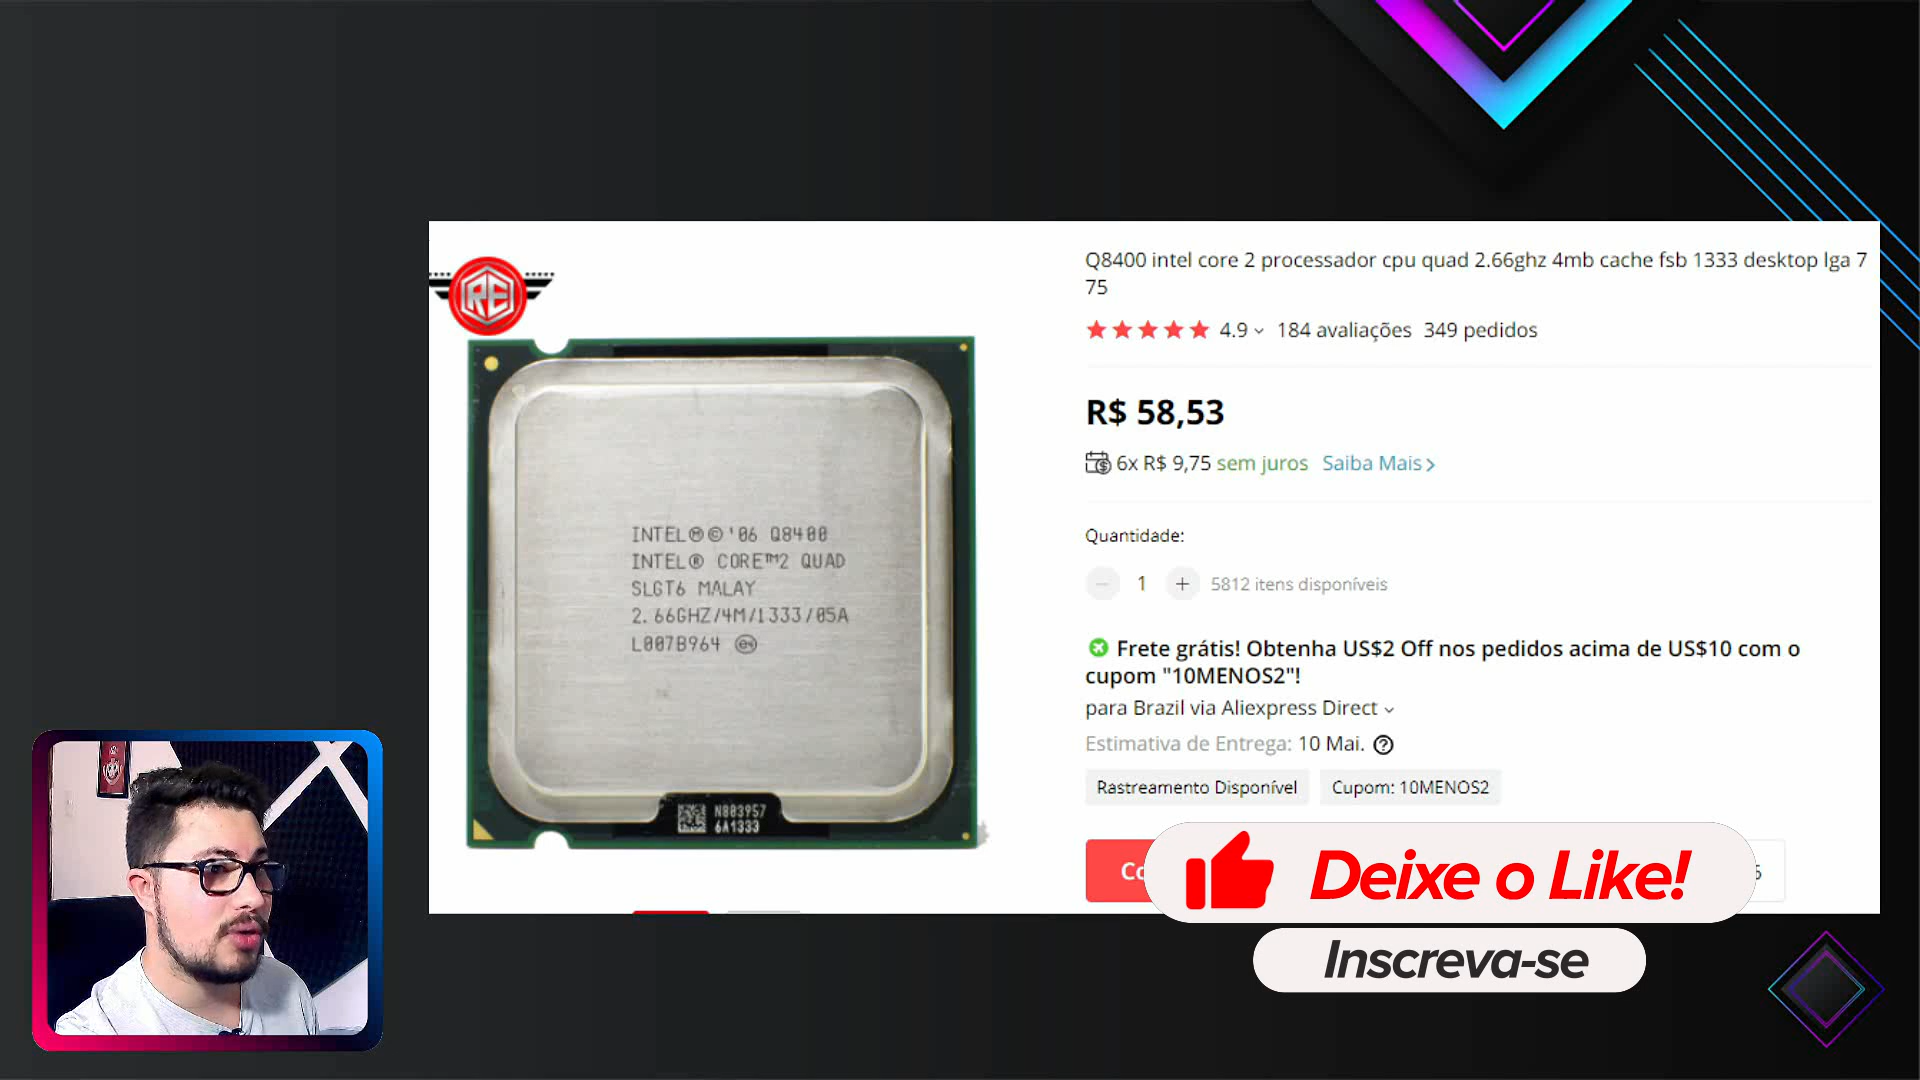 RE
Q8400 intel core 2 processador cpu quad 2.66ghz 4mb cache fsb 1333 desktop lga 7
75
4.9 184 avaliações 349 pedidos
R$ 58,53
6x R$ 9,75 sem juros Saiba Mais
Quantidade:
1 5812 itens disponíveis
Frete grátis! Obtenha US$2 Off nos pedidos acima de US$10 com o
cupom "10MENOS2"!
para Brazil via Aliexpress Direct
Estimativa de Entrega: 10 Mai.
Rastreamento Disponível Cupom: 10MENOS2
INTEL Ⓜ © '06 Q8400
INTEL® CORE™2 QUAD
SLGT6 MALAY
2.66GHZ/4M/1333/05A
L007B964 e4
N803957
6A1333
Co
Deixe o Like!
Inscreva-se